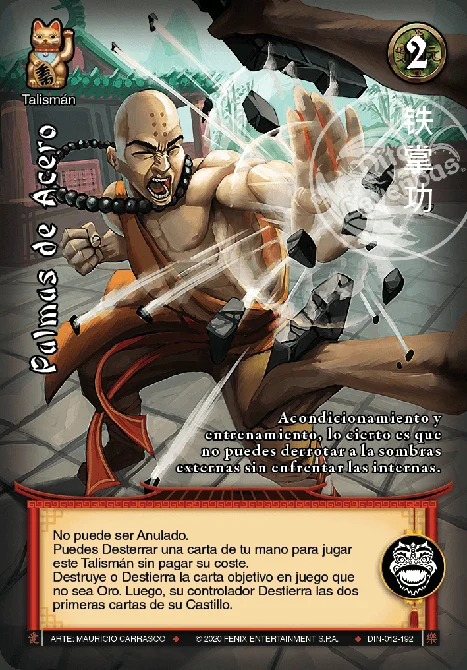 2
Talismán
Palmas de Acero
铁掌功
Acondicionamiento y
entrenamiento, lo cierto es que
no puedes derrotar a la sombras
externas sin enfrentar las internas.
No puede ser Anulado.
Puedes Desterrar una carta de tu mano para jugar
este Talismán sin pagar su coste.
Destruye o Destierra la carta objetivo en juego que
no sea Oro. Luego, su controlador Destierra las dos
primeras cartas de su Castillo.
ARTE: MAURICIO CARRASCO ♦ © 2020 FENIX ENTERTAINMENT S.P.A. ♦ DIN-012-192